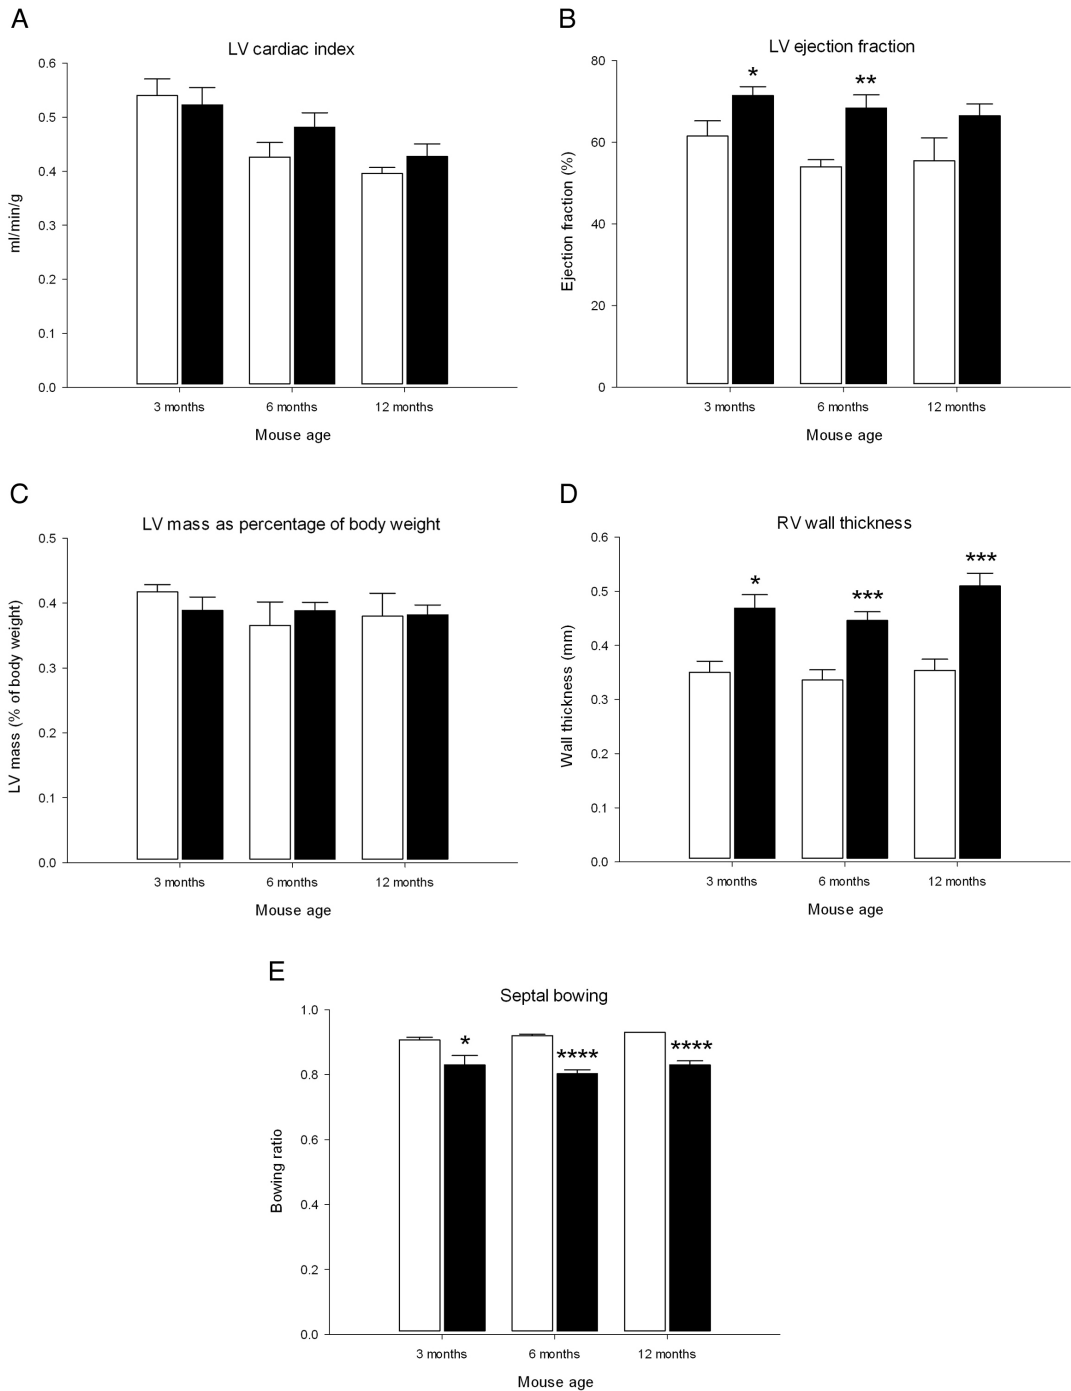 A
LV cardiac index
0.6
0.5
0.4
0.3
0.2
0.1
0.0
ml/min/g
3 months 6 months 12 months
Mouse age
B
LV ejection fraction
80
60
40
20
0
Ejection fraction (%)
* **
3 months 6 months 12 months
Mouse age
C
LV mass as percentage of body weight
0.5
0.4
0.3
0.2
0.1
0.0
LV mass (% of body weight)
3 months 6 months 12 months
Mouse age
D
RV wall thickness
0.6
0.5
0.4
0.3
0.2
0.1
0.0
Wall thickness (mm)
* *** ***
3 months 6 months 12 months
Mouse age
E
Septal bowing
1.0
0.8
0.6
0.4
0.2
0.0
Bowing ratio
* **** ****
3 months 6 months 12 months
Mouse age